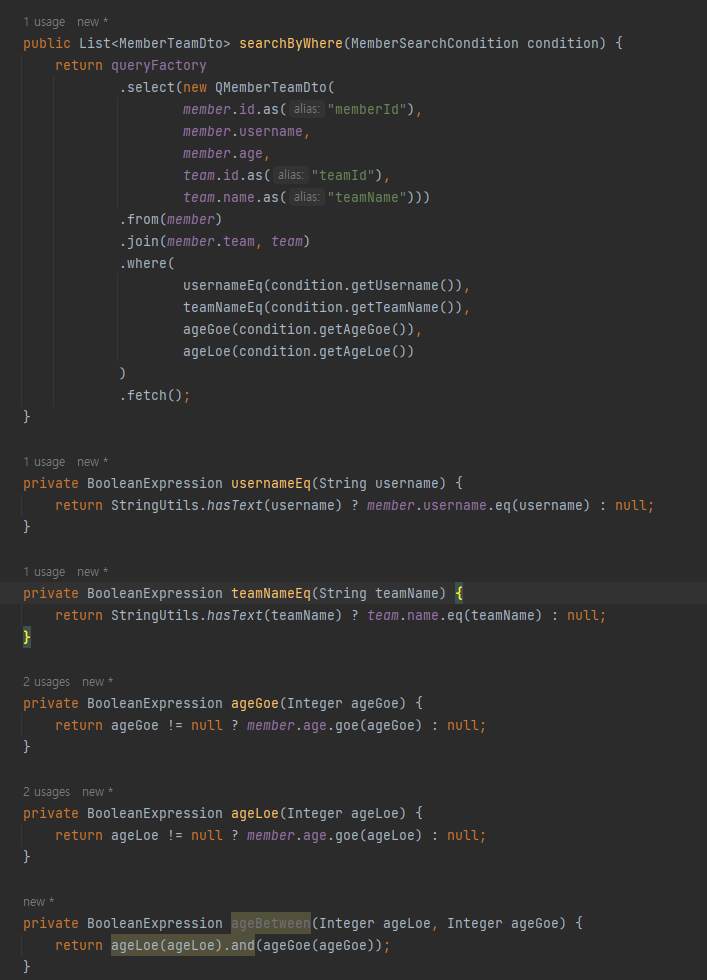 1 usage new *
public List<MemberTeamDto> searchByWhere(MemberSearchCondition condition) {
return queryFactory
.select(new QMemberTeamDto(
member.id.as( alias: "memberId"),
member.username,
member.age,
team.id.as( alias: "teamId"),
team.name.as( alias: "teamName")))
.from(member)
.join(member.team, team)
.where(
usernameEq(condition.getUsername()),
teamNameEq(condition.getTeamName()),
ageGoe(condition.getAgeGoe()),
ageLoe(condition.getAgeLoe())
)
.fetch();
}
1 usage new *
private BooleanExpression usernameEq(String username) {
return StringUtils.hasText(username) ? member.username.eq(username) : null;
}
1 usage new *
private BooleanExpression teamNameEq(String teamName) {
return StringUtils.hasText(teamName) ? team.name.eq(teamName) : null;
}
2 usages new *
private BooleanExpression ageGoe(Integer ageGoe) {
return ageGoe != null ? member.age.goe(ageGoe) : null;
}
2 usages new *
private BooleanExpression ageLoe(Integer ageLoe) {
return ageLoe != null ? member.age.goe(ageLoe) : null;
}
new *
private BooleanExpression ageBetween(Integer ageLoe, Integer ageGoe) {
return ageLoe(ageLoe).and(ageGoe(ageGoe));
}